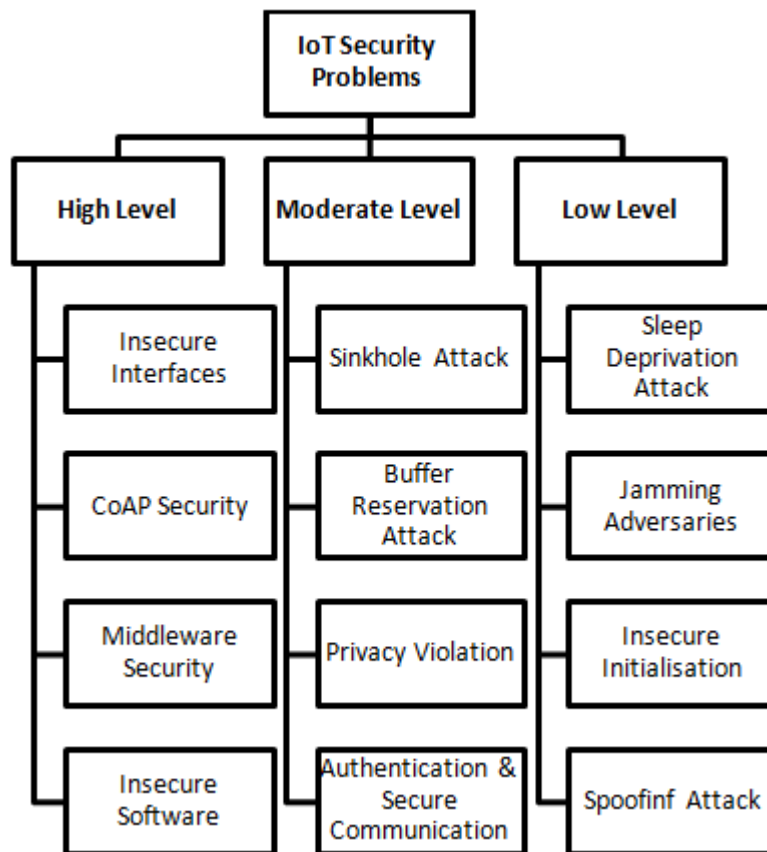 IoT Security
Problems
High Level
Moderate Level
Low Level
Insecure
Interfaces
Sinkhole Attack
Sleep
Deprivation
Attack
CoAP Security
Buffer
Reservation
Attack
Jamming
Adversaries
Middleware
Security
Privacy Violation
Insecure
Initialisation
Insecure
Software
Authentication &
Secure
Communication
Spoofinf Attack